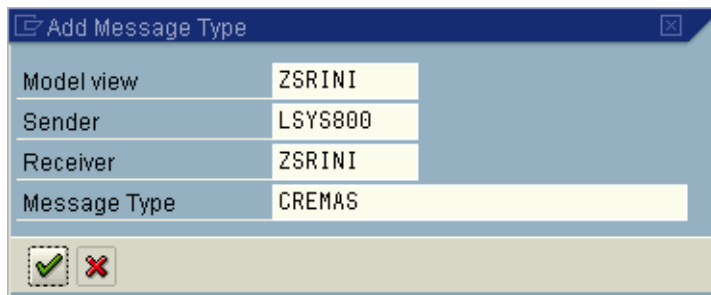 Add Message Type
Model view ZSRINI
Sender LSYS800
Receiver ZSRINI
Message Type CREMAS